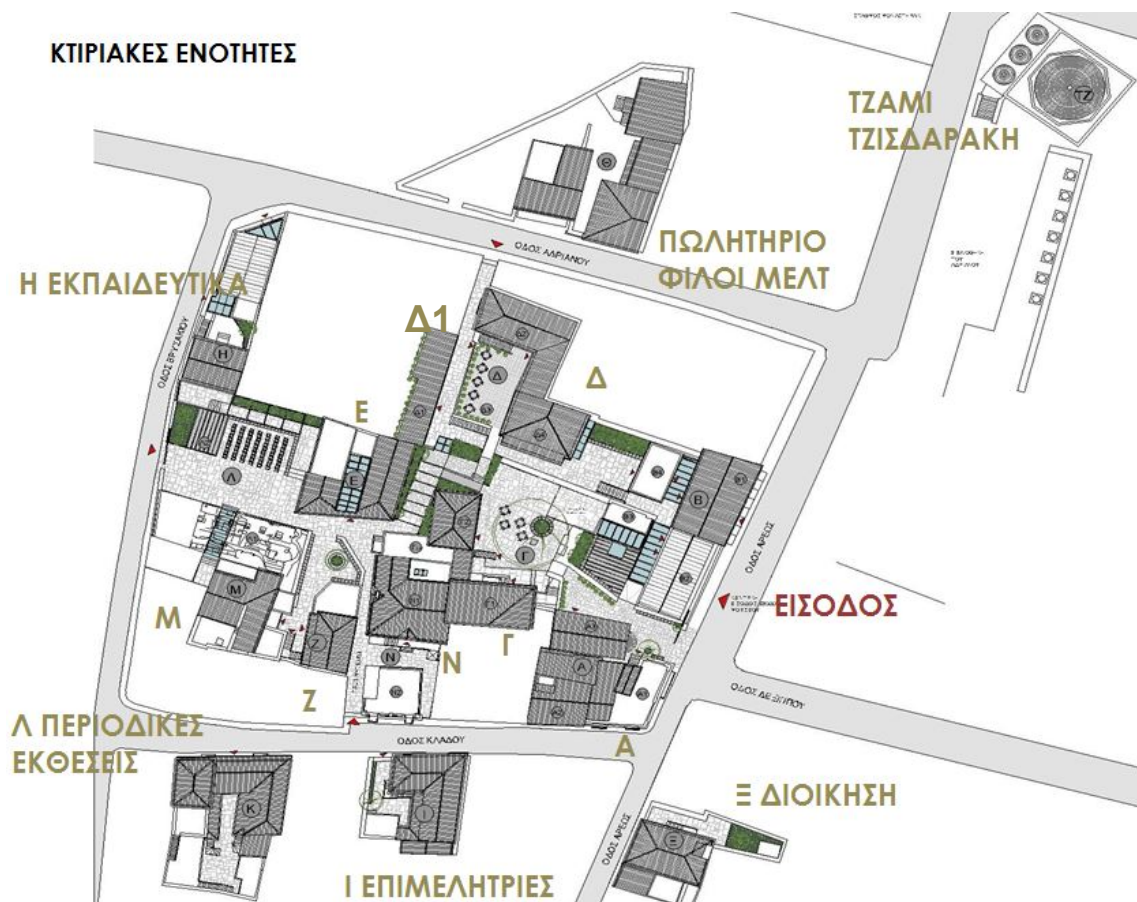 ΚΤΙΡΙΑΚΕΣ ΕΝΟΤΗΤΕΣ
ΤΖΑΜΙ
ΤΖΙΣΔΑΡΑΚΗ
ΤΖ
Θ
ΟΔΟΣ ΑΔΡΙΑΝΟΥ
ΠΩΛΗΤΗΡΙΟ
ΦΙΛΟΙ ΜΕΛΤ
Η ΕΚΠΑΙΔΕΥΤΙΚΑ
ΟΔΟΣ ΒΡΥΣΑΚΙΟΥ
Η
Δ1
Δ
Δ
Ε
Ε
Λ
Β
Γ
ΟΔΟΣ ΑΡΕΩΣ
ΕΙΣΟΔΟΣ
Μ
Μ
Ζ
Ζ
Ν
Ν
Γ
Α
Α
ΟΔΟΣ ΔΕΞΙΠΠΟΥ
Λ ΠΕΡΙΟΔΙΚΕΣ
ΕΚΘΕΣΕΙΣ
ΟΔΟΣ ΚΛΑΔΟΥ
Κ
Ι
ΟΔΟΣ ΑΡΕΩΣ
Ξ ΔΙΟΙΚΗΣΗ
Ξ
Ι ΕΠΙΜΕΛΗΤΡΙΕΣ